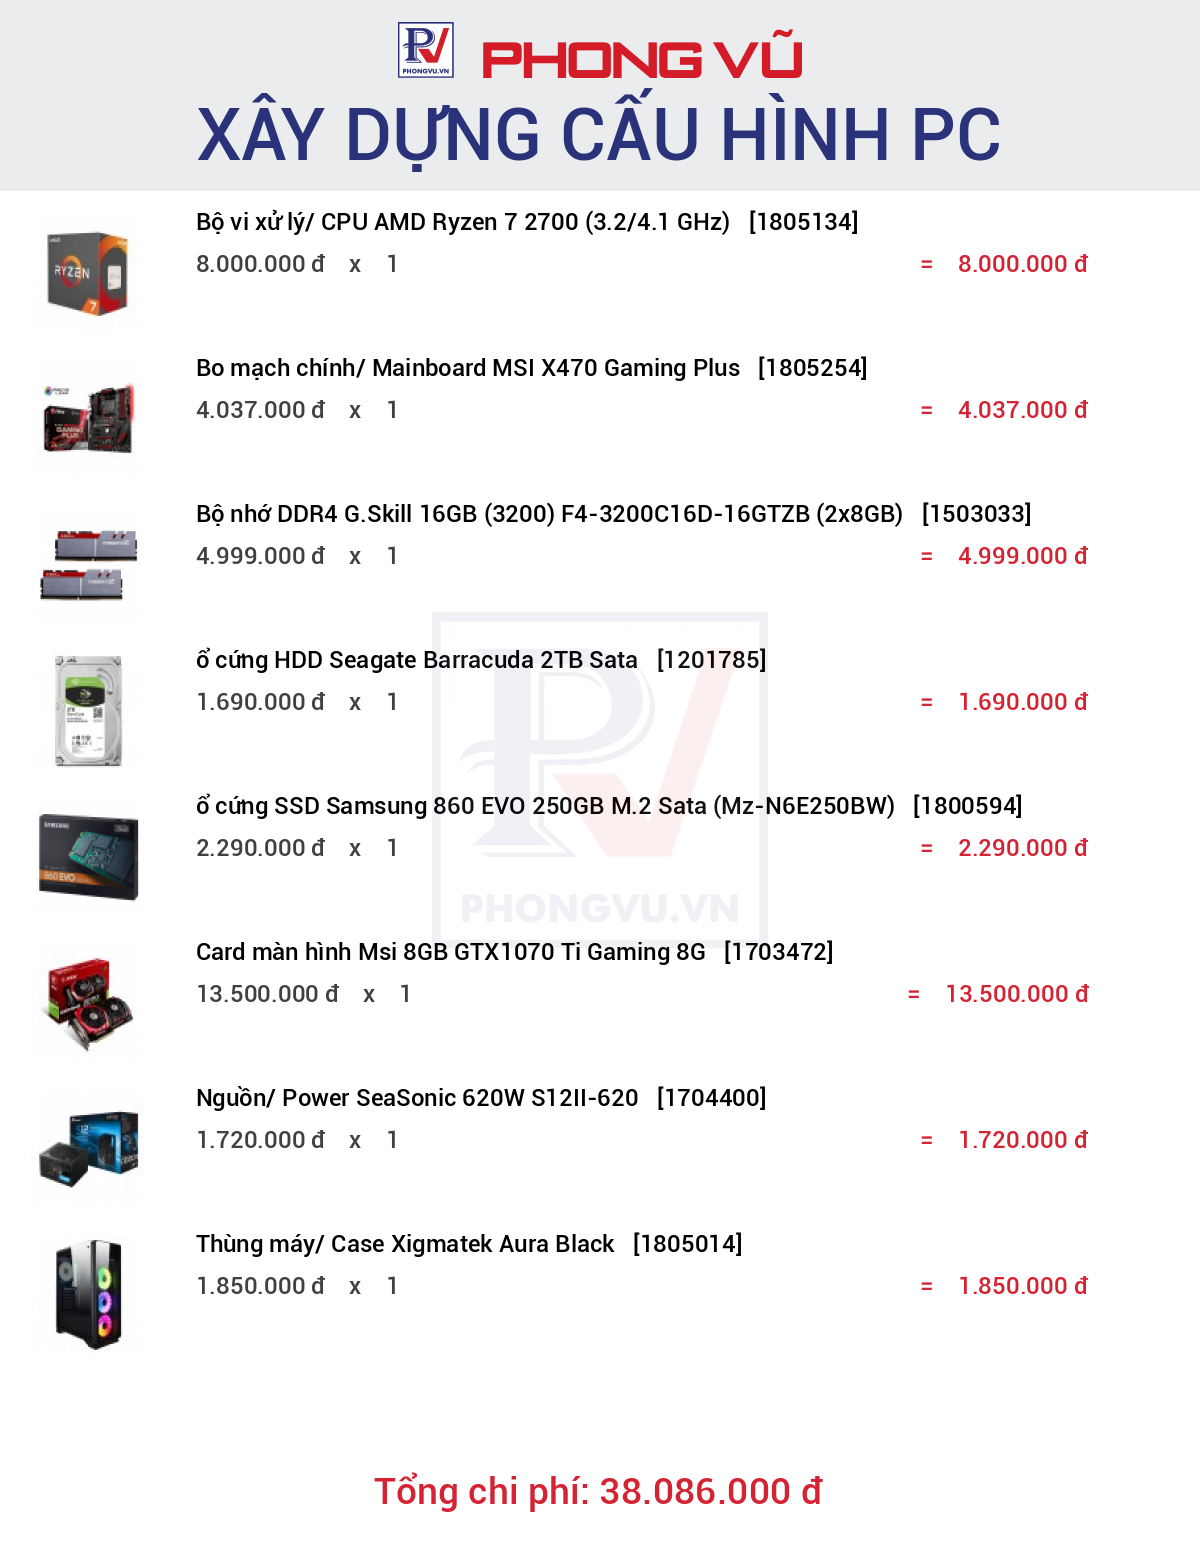 PHONGVU.VN
PHONG VŨ
XÂY DỰNG CẤU HÌNH PC
Bộ vi xử lý/ CPU AMD Ryzen 7 2700 (3.2/4.1 GHz) [1805134]
8.000.000 đ x 1 = 8.000.000 đ
RYZEN
7
Bo mạch chính/ Mainboard MSI X470 Gaming Plus [1805254]
4.037.000 đ x 1 = 4.037.000 đ
GAMING
PLUS
Bộ nhớ DDR4 G.Skill 16GB (3200) F4-3200C16D-16GTZB (2x8GB) [1503033]
4.999.000 đ x 1 = 4.999.000 đ
ổ cứng HDD Seagate Barracuda 2TB Sata [1201785]
1.690.000 đ x 1 = 1.690.000 đ
ổ cứng SSD Samsung 860 EVO 250GB M.2 Sata (Mz-N6E250BW) [1800594]
2.290.000 đ x 1 = 2.290.000 đ
SAMSUNG
860 EVO
PHONGVU.VN
Card màn hình Msi 8GB GTX1070 Ti Gaming 8G [1703472]
13.500.000 đ x 1 = 13.500.000 đ
Nguồn/ Power SeaSonic 620W S12II-620 [1704400]
1.720.000 đ x 1 = 1.720.000 đ
Thùng máy/ Case Xigmatek Aura Black [1805014]
1.850.000 đ x 1 = 1.850.000 đ
Tổng chi phí: 38.086.000 đ